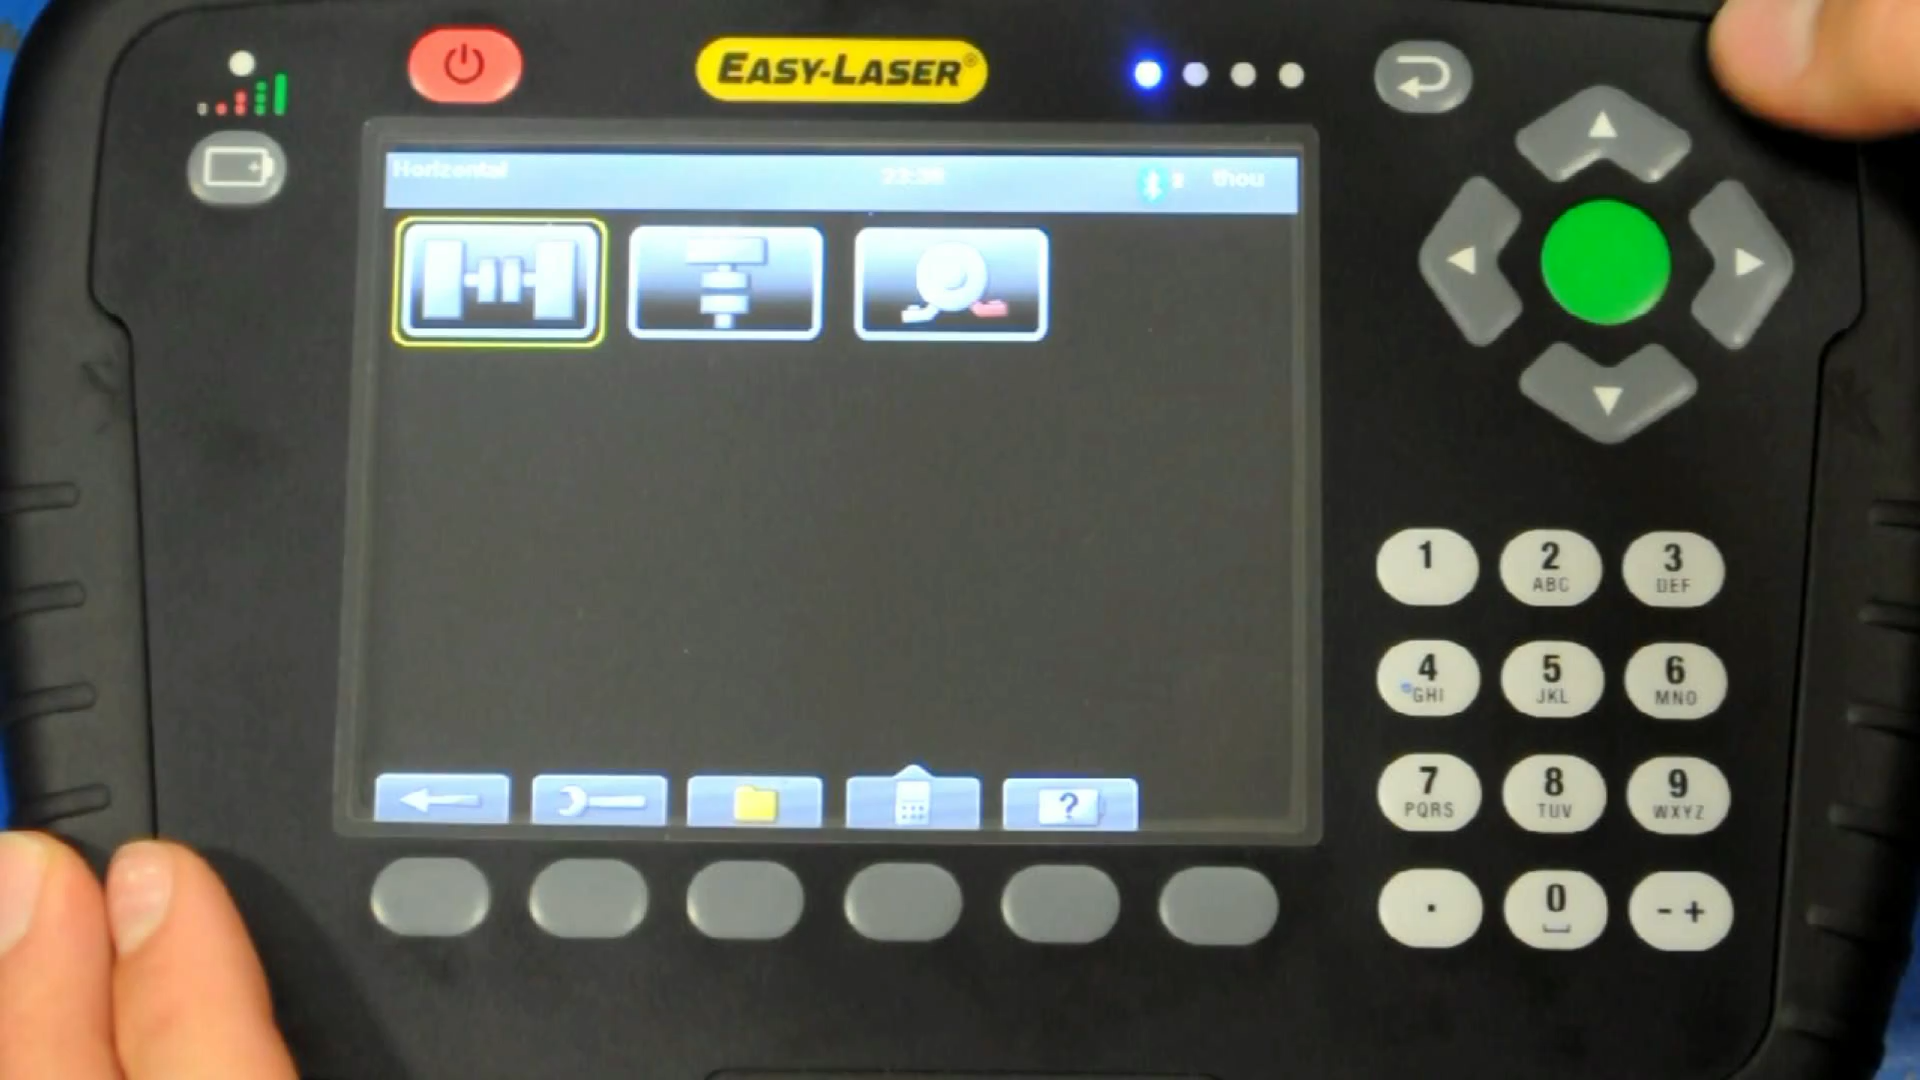 EASY-LASER®
Horizontal
thou
?
1
2
ABC
3
DEF
4
GHI
5
JKL
6
MNO
7
PQRS
8
TUV
9
WXYZ
.
0
- +